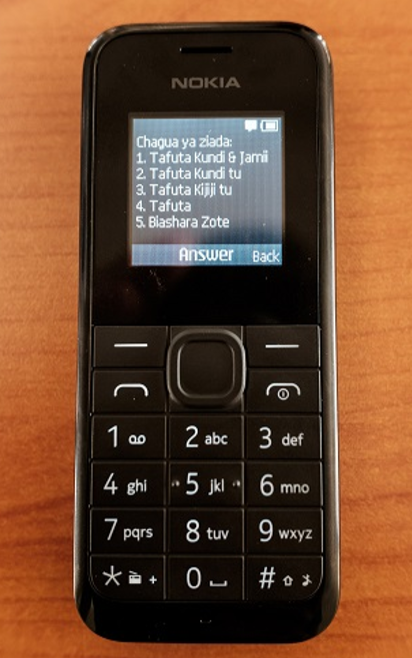 NOKIA
Chagua ya ziada:
1. Tafuta Kundi & Jamii
2. Tafuta Kundi tu
3. Tafuta Kijiji tu
4. Tafuta
5. Biashara Zote
Answer Back
1 2 abc 3 def
4 ghi 5 jkl 6 mno
7 pqrs 8 tuv 9 wxyz
* + 0 #